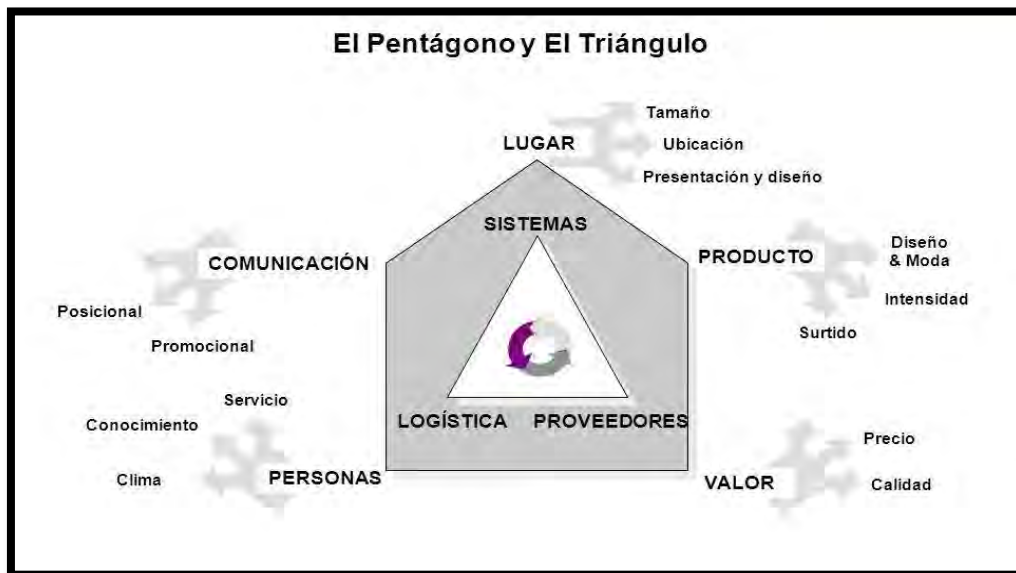 El Pentágono y El Triángulo
Tamaño
LUGAR
Ubicación
Presentación y diseño
SISTEMAS
COMUNICACIÓN
PRODUCTO
Diseño
& Moda
Posicional
Intensidad
Promocional
Surtido
Servicio
Conocimiento
LOGÍSTICA
PROVEEDORES
Precio
Clima
PERSONAS
VALOR
Calidad